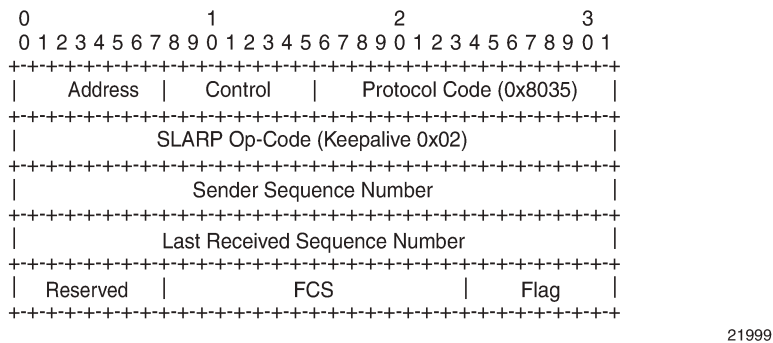 0 1 2 3
0 1 2 3 4 5 6 7 8 9 0 1 2 3 4 5 6 7 8 9 0 1 2 3 4 5 6 7 8 9 0 1
+-+-+-+-+-+-+-+-+-+-+-+-+-+-+-+-+-+-+-+-+-+-+-+-+-+-+-+-+-+-+-+-+
| Address | Control | Protocol Code (0x8035) |
+-+-+-+-+-+-+-+-+-+-+-+-+-+-+-+-+-+-+-+-+-+-+-+-+-+-+-+-+-+-+-+-+
| SLARP Op-Code (Keepalive 0x02) |
+-+-+-+-+-+-+-+-+-+-+-+-+-+-+-+-+-+-+-+-+-+-+-+-+-+-+-+-+-+-+-+-+
| Sender Sequence Number |
+-+-+-+-+-+-+-+-+-+-+-+-+-+-+-+-+-+-+-+-+-+-+-+-+-+-+-+-+-+-+-+-+
| Last Received Sequence Number |
+-+-+-+-+-+-+-+-+-+-+-+-+-+-+-+-+-+-+-+-+-+-+-+-+-+-+-+-+-+-+-+-+
| Reserved | FCS | Flag |
+-+-+-+-+-+-+-+-+-+-+-+-+-+-+-+-+-+-+-+-+-+-+-+-+-+-+-+-+-+-+-+-+
21999